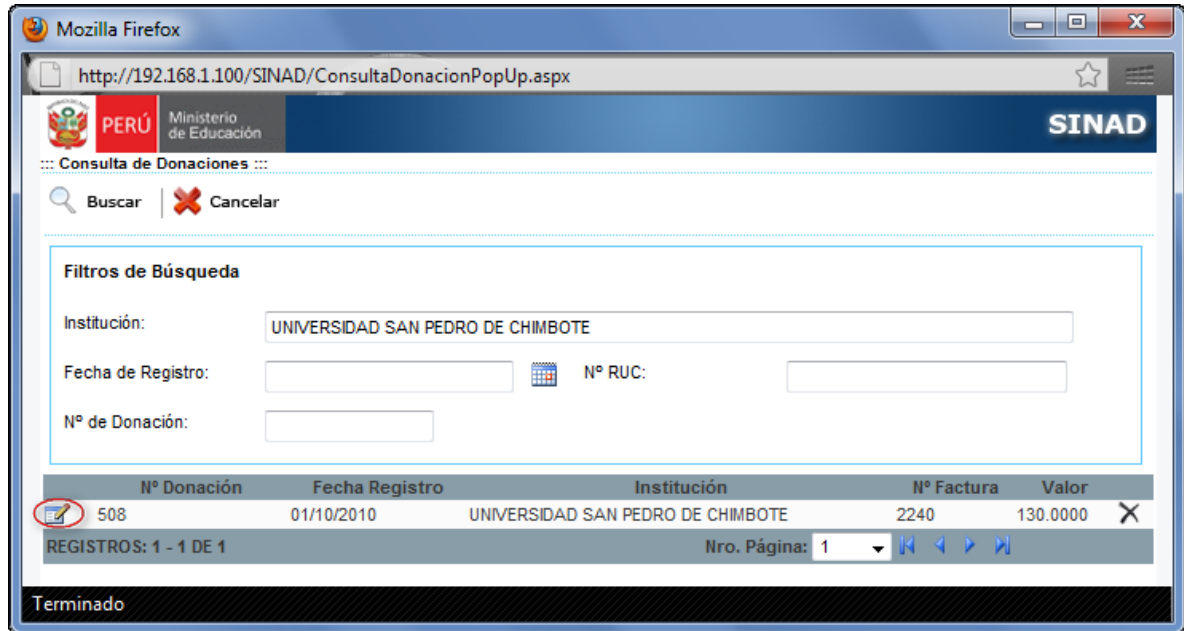 Mozilla Firefox
http://192.168.1.100/SINAD/ConsultaDonacionPopUp.aspx
PERÚ Ministerio de Educación SINAD
::: Consulta de Donaciones :::
Buscar Cancelar
Filtros de Búsqueda
Institución: UNIVERSIDAD SAN PEDRO DE CHIMBOTE
Fecha de Registro: Nº RUC:
Nº de Donación:
Nº Donación Fecha Registro Institución Nº Factura Valor
508 01/10/2010 UNIVERSIDAD SAN PEDRO DE CHIMBOTE 2240 130.0000
REGISTROS: 1 - 1 DE 1 Nro. Página: 1
Terminado